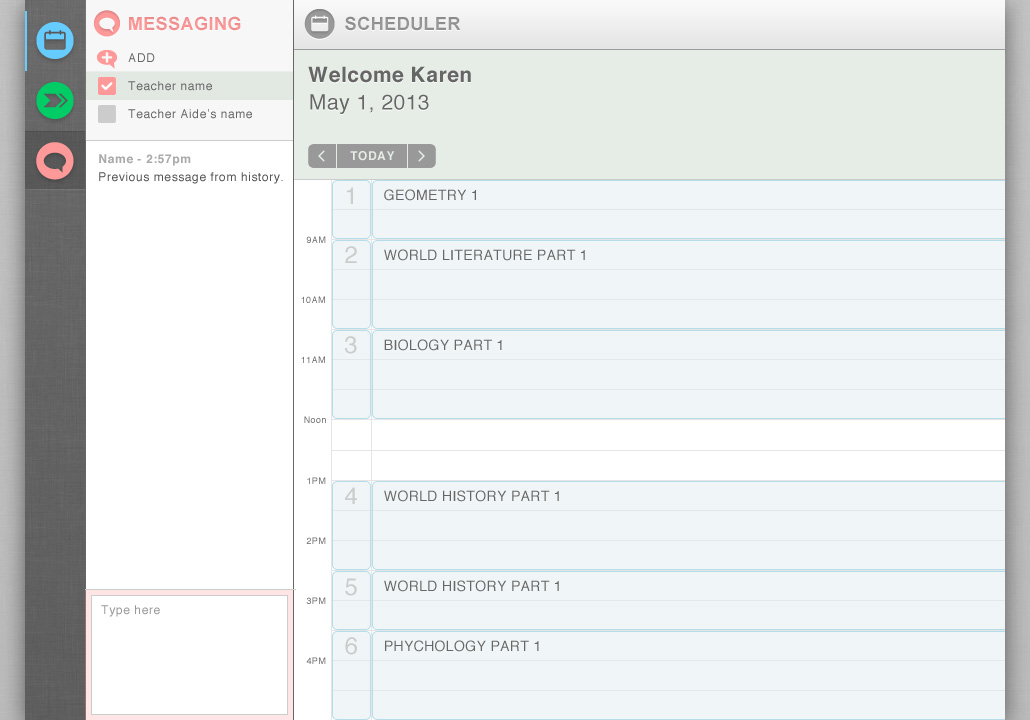 MESSAGING
ADD
Teacher name
Teacher Aide's name
Name - 2:57pm
Previous message from history.
Type here
SCHEDULER
Welcome Karen
May 1, 2013
TODAY
1 GEOMETRY 1
9AM
2 WORLD LITERATURE PART 1
10AM
3 BIOLOGY PART 1
11AM
Noon
1PM
4 WORLD HISTORY PART 1
2PM
5 WORLD HISTORY PART 1
3PM
6 PHYCHOLOGY PART 1
4PM